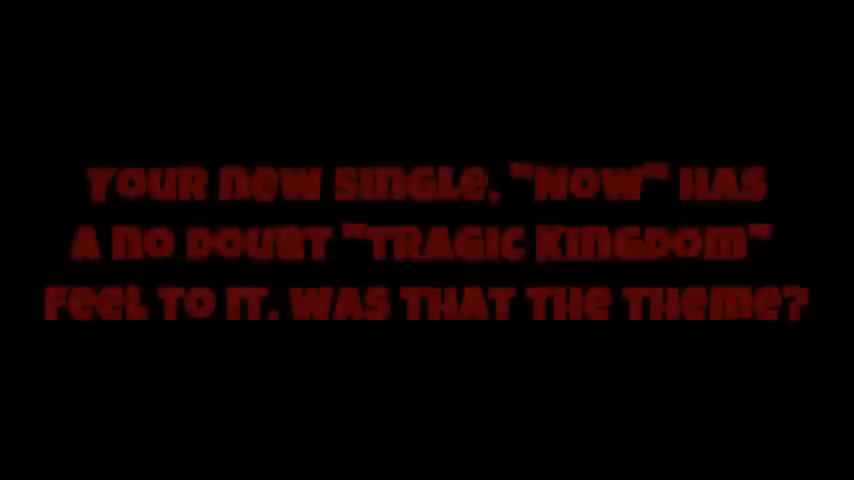 Your new single, "Now" has
a No Doubt "Tragic Kingdom"
feel to it. Was that the theme?